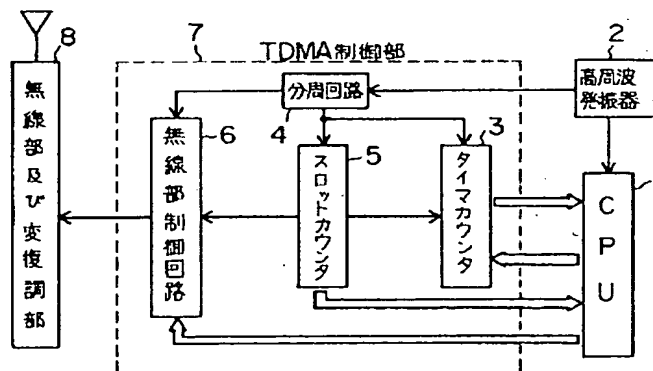 8
7
TDMA制御部
2
高周波
発振器
分周回路
4
6
5
3
無線部及び変復調部
無線部制御回路
スロットカウンタ
タイマカウンタ
CPU